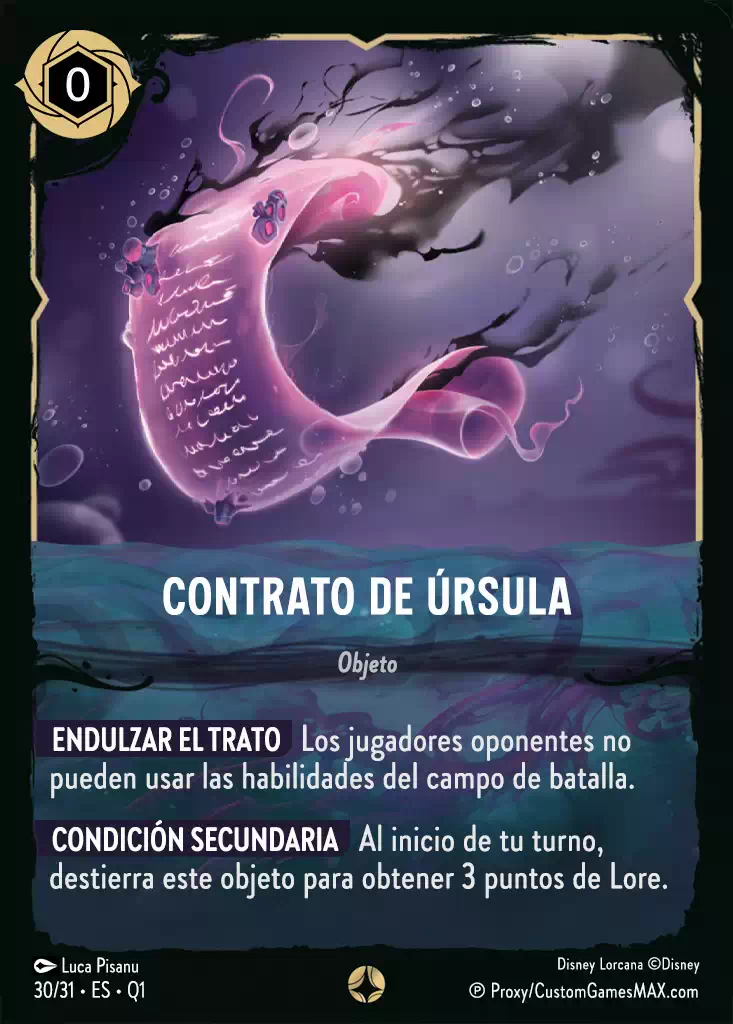 0
CONTRATO DE ÚRSULA
Objeto
ENDULZAR EL TRATO Los jugadores oponentes no
pueden usar las habilidades del campo de batalla.
CONDICIÓN SECUNDARIA Al inicio de tu turno,
destierra este objeto para obtener 3 puntos de Lore.
Luca Pisanu
30/31 • ES • Q1
Disney Lorcana ©Disney
Ⓟ Proxy/CustomGamesMAX.com